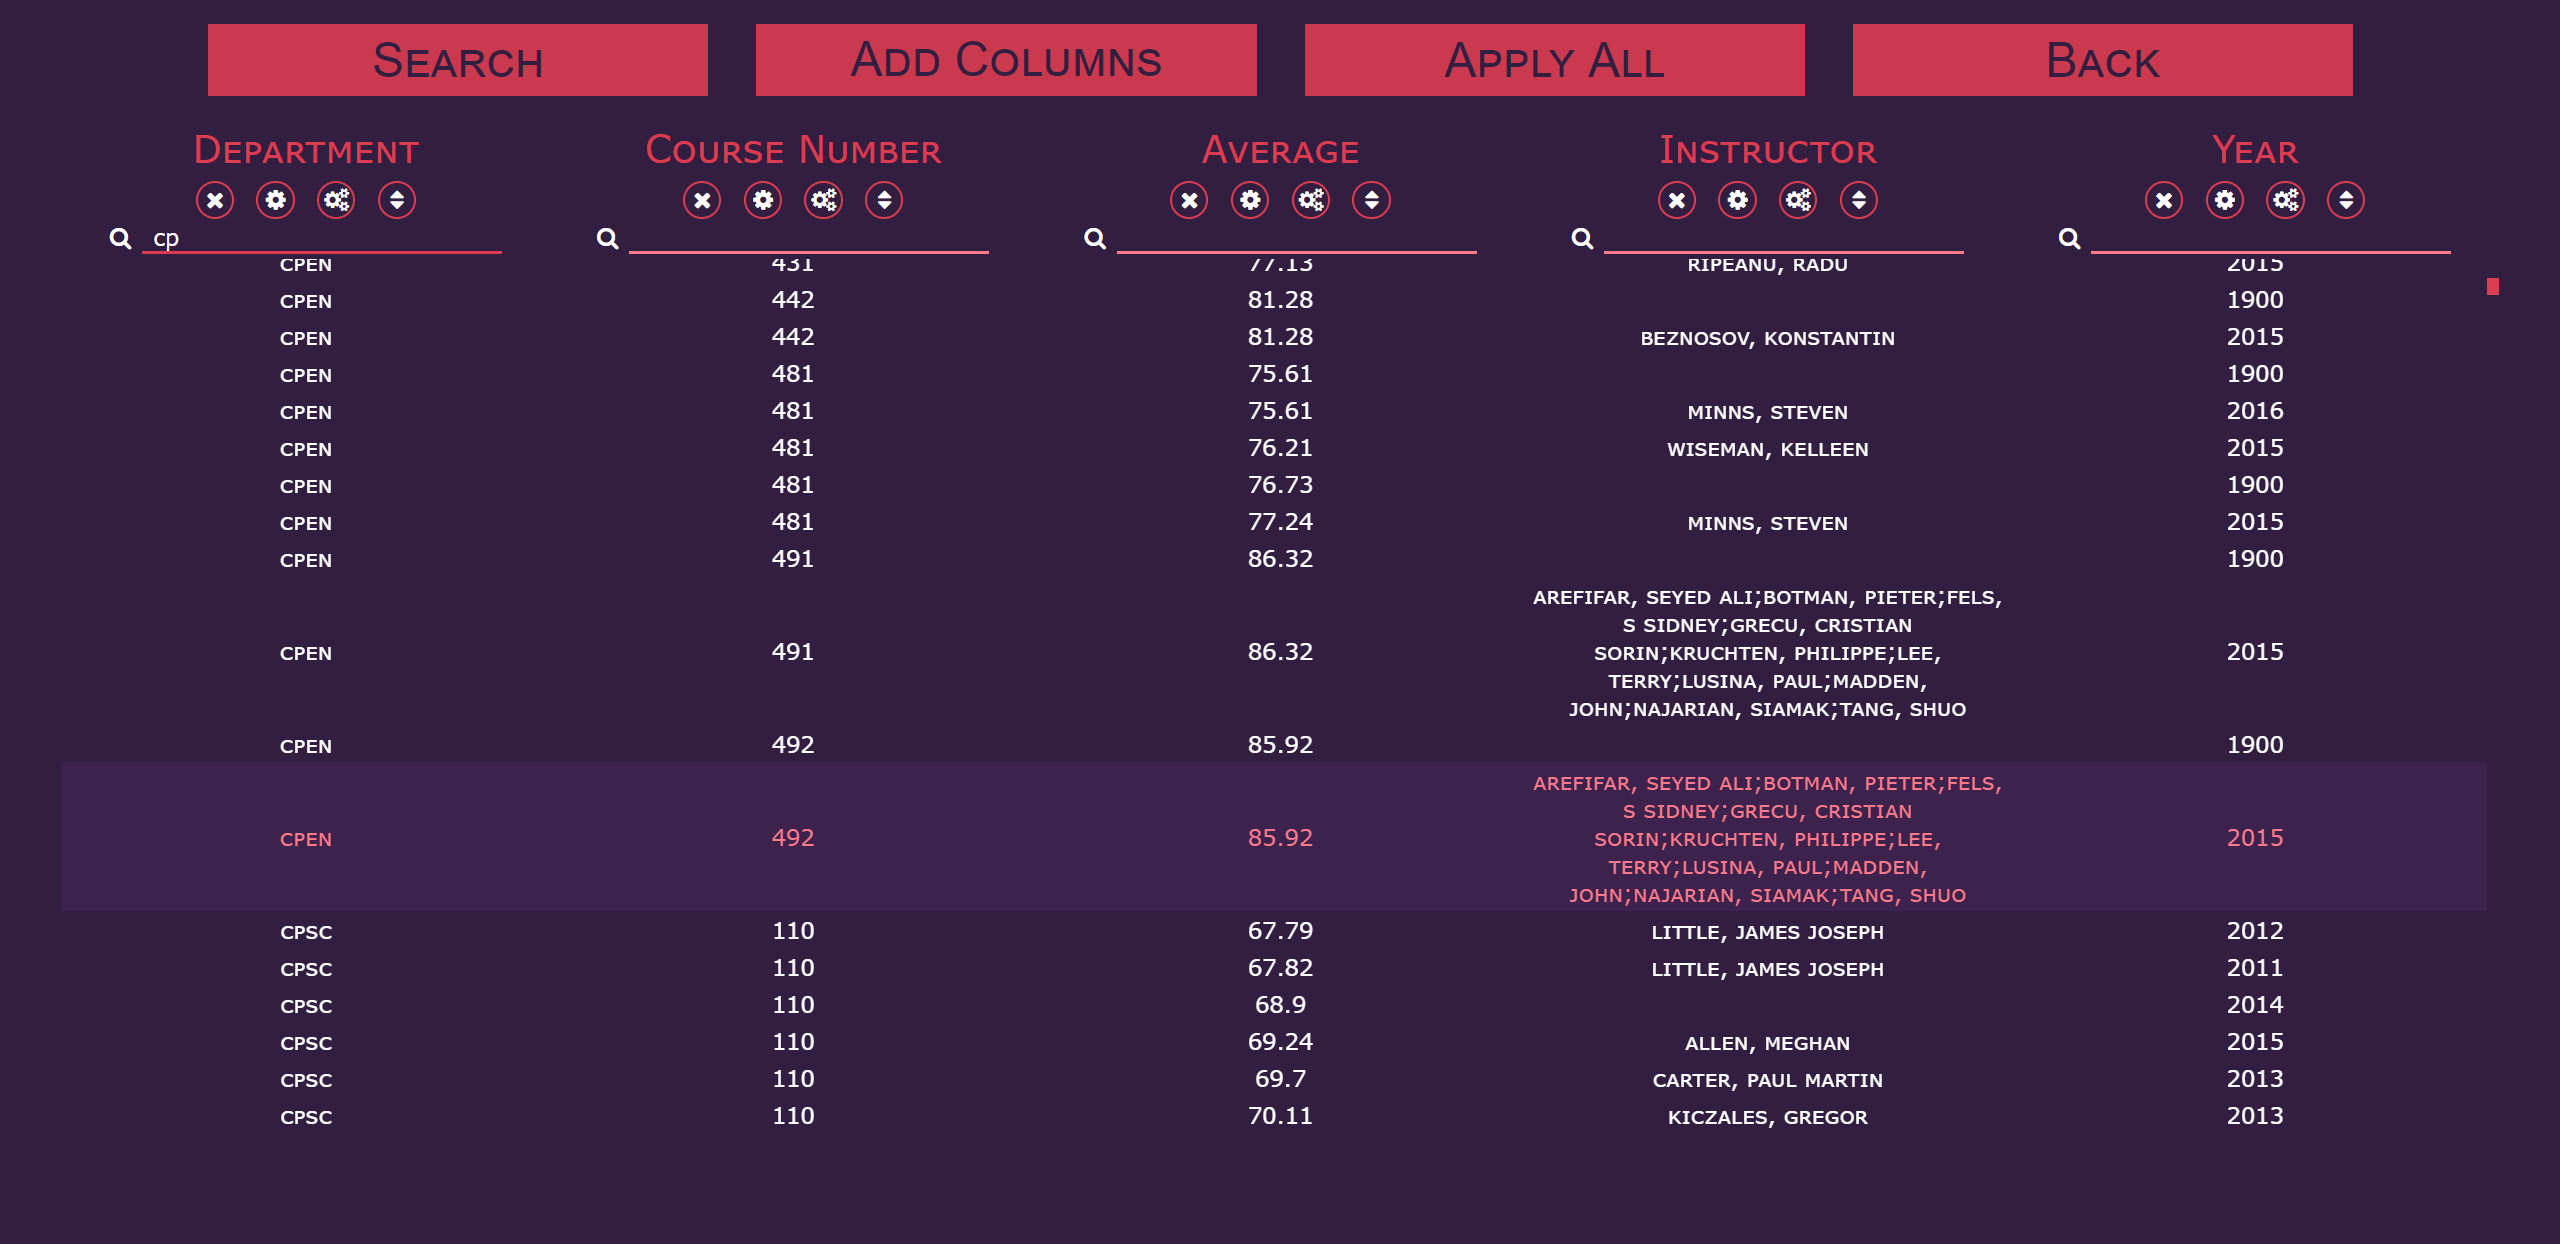 Search Add Columns Apply All Back
Department Course Number Average Instructor Year
cp
CPEN 431 77.13 RIPEANU, RADU 2015
CPEN 442 81.28 1900
CPEN 442 81.28 BEZNOSOV, KONSTANTIN 2015
CPEN 481 75.61 1900
CPEN 481 75.61 MINNS, STEVEN 2016
CPEN 481 76.21 WISEMAN, KELLEEN 2015
CPEN 481 76.73 1900
CPEN 481 77.24 MINNS, STEVEN 2015
CPEN 491 86.32 1900
AREFIFAR, SEYED ALI;BOTMAN, PIETER;FELS,
S SIDNEY;GRECU, CRISTIAN
CPEN 491 86.32 SORIN;KRUCHTEN, PHILIPPE;LEE, 2015
TERRY;LUSINA, PAUL;MADDEN,
JOHN;NAJARIAN, SIAMAK;TANG, SHUO
CPEN 492 85.92 1900
AREFIFAR, SEYED ALI;BOTMAN, PIETER;FELS,
S SIDNEY;GRECU, CRISTIAN
CPEN 492 85.92 SORIN;KRUCHTEN, PHILIPPE;LEE, 2015
TERRY;LUSINA, PAUL;MADDEN,
JOHN;NAJARIAN, SIAMAK;TANG, SHUO
CPSC 110 67.79 LITTLE, JAMES JOSEPH 2012
CPSC 110 67.82 LITTLE, JAMES JOSEPH 2011
CPSC 110 68.9 2014
CPSC 110 69.24 ALLEN, MEGHAN 2015
CPSC 110 69.7 CARTER, PAUL MARTIN 2013
CPSC 110 70.11 KICZALES, GREGOR 2013